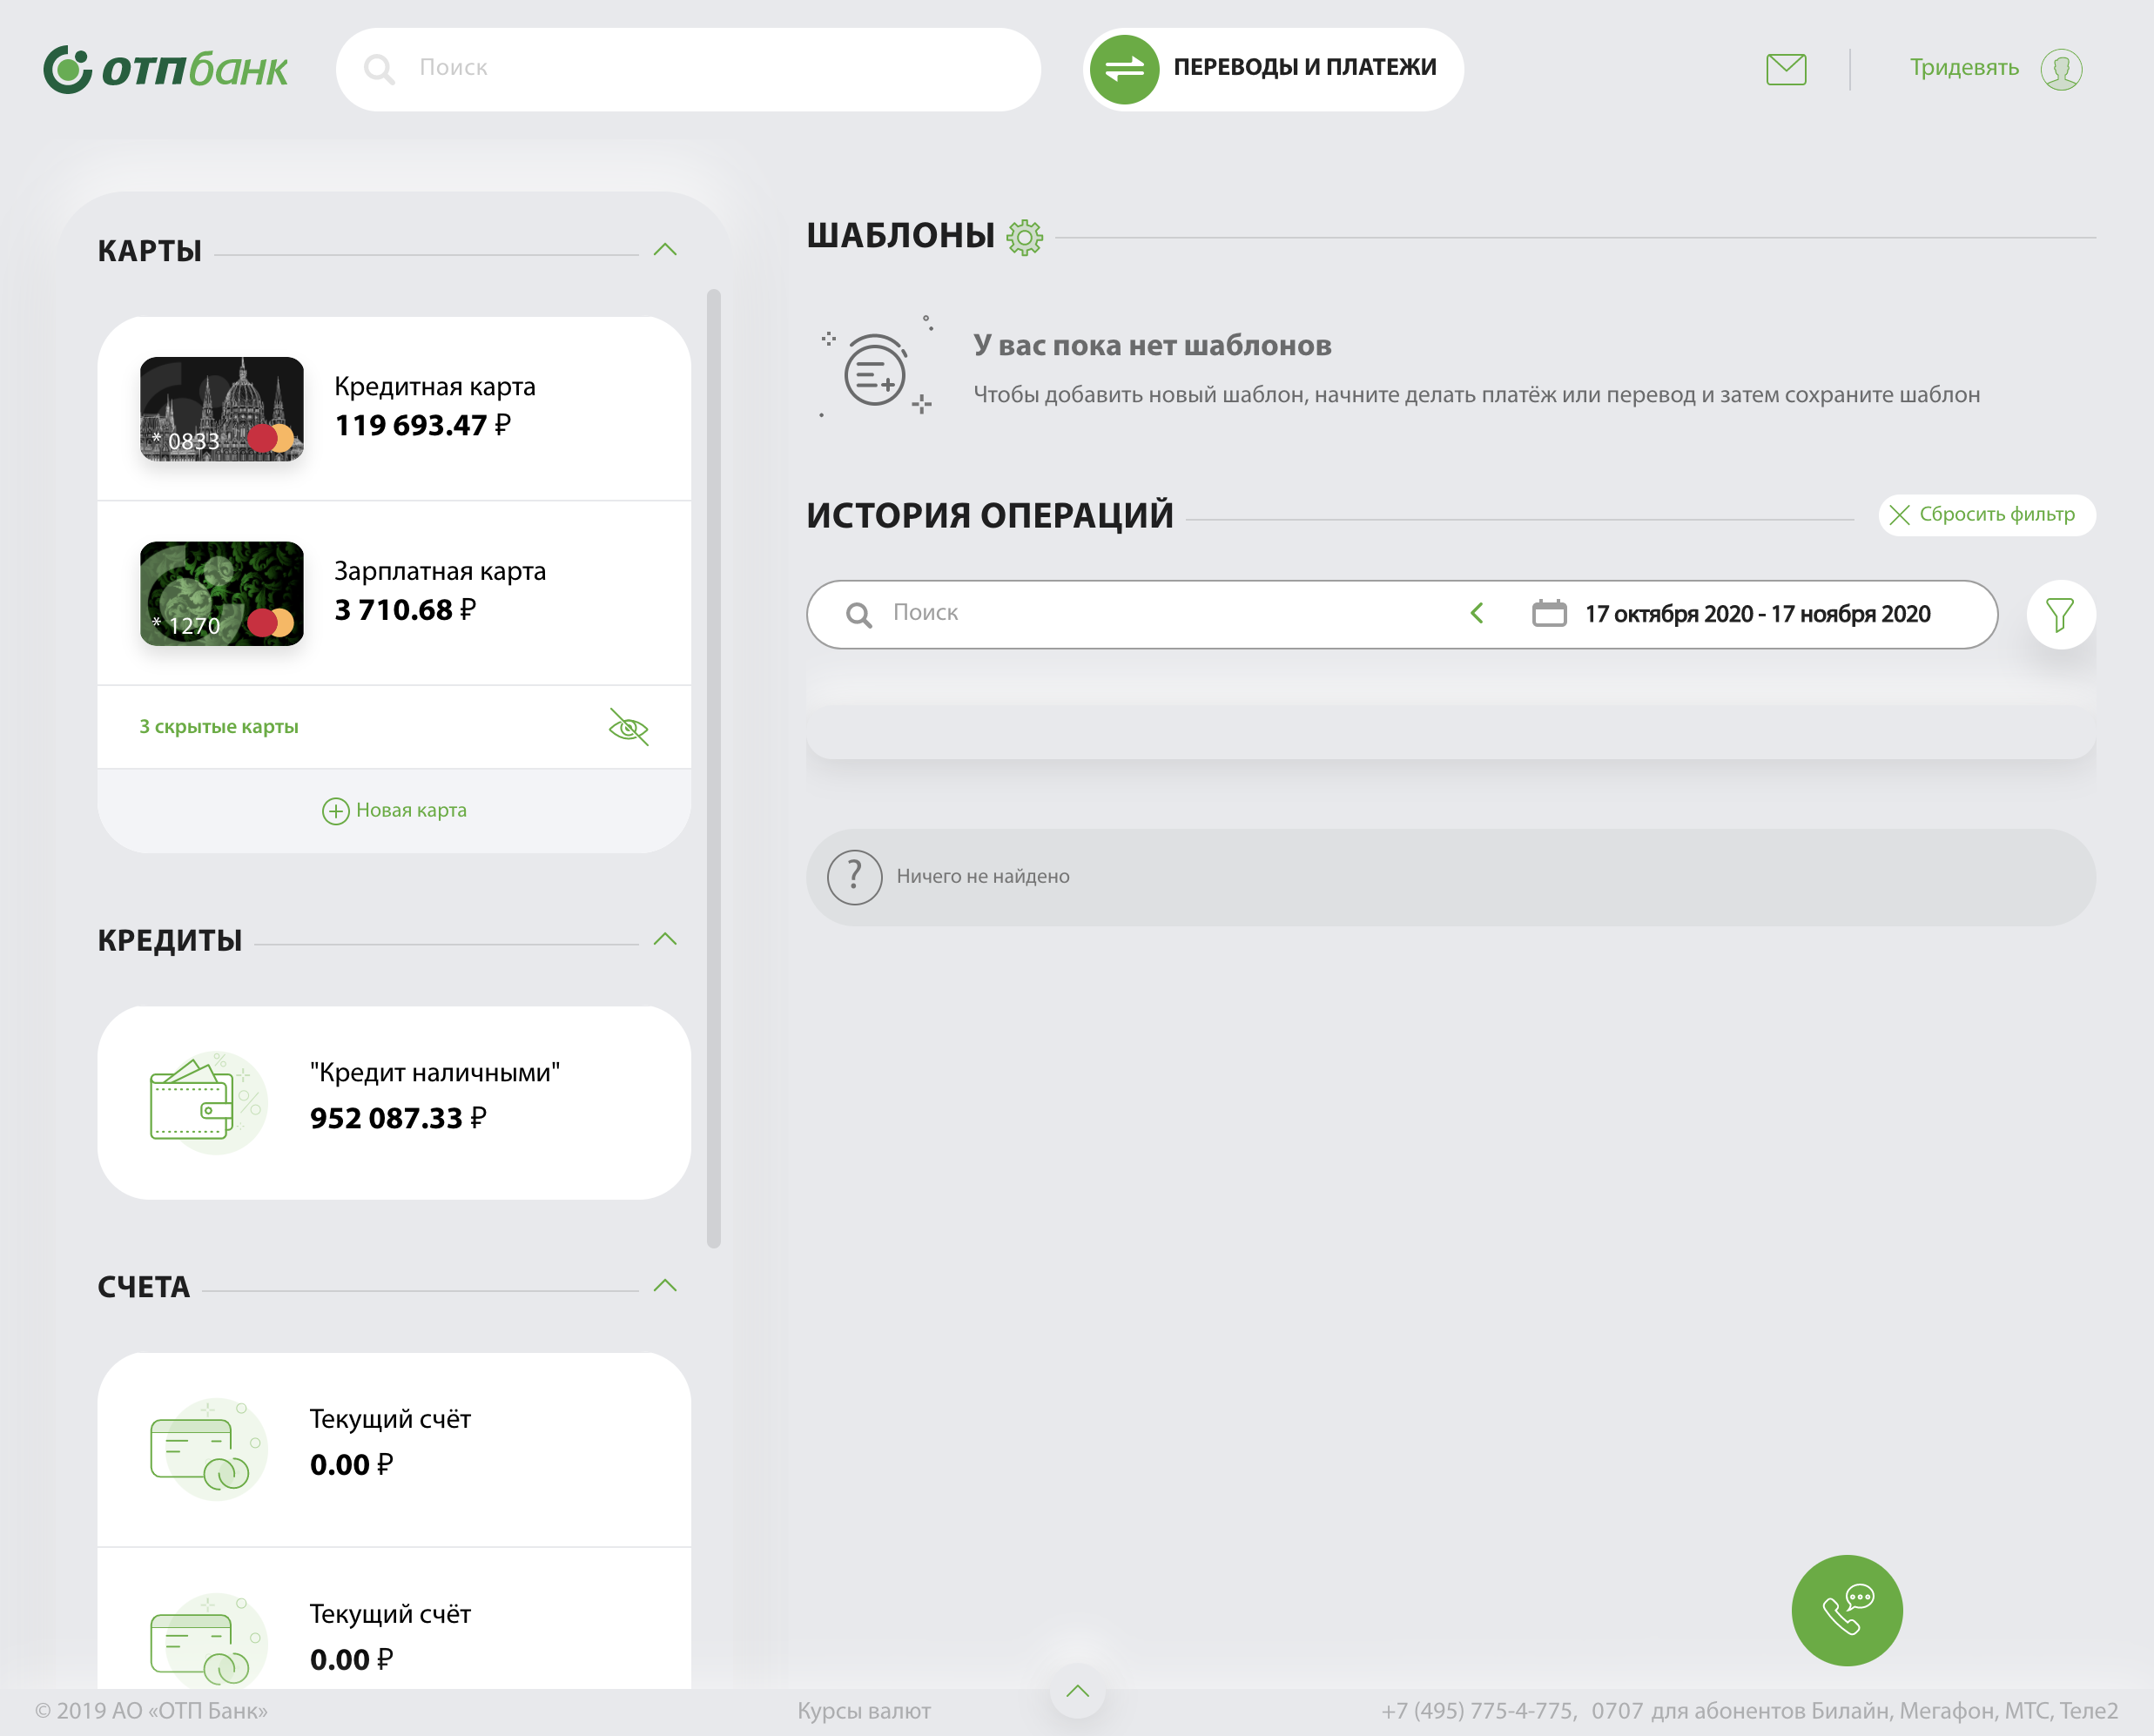 отпбанк
Поиск
ПЕРЕВОДЫ И ПЛАТЕЖИ
Тридевять
КАРТЫ
* 0833
Кредитная карта
119 693.47 ₽
* 1270
Зарплатная карта
3 710.68 ₽
3 скрытые карты
Новая карта
КРЕДИТЫ
"Кредит наличными"
952 087.33 ₽
СЧЕТА
Текущий счёт
0.00 ₽
Текущий счёт
0.00 ₽
ШАБЛОНЫ
У вас пока нет шаблонов
Чтобы добавить новый шаблон, начните делать платёж или перевод и затем сохраните шаблон
ИСТОРИЯ ОПЕРАЦИЙ
Сбросить фильтр
Поиск
17 октября 2020 - 17 ноября 2020
?
Ничего не найдено
© 2019 АО «ОТП Банк»
Курсы валют
+7 (495) 775-4-775, 0707 для абонентов Билайн, Мегафон, МТС, Теле2